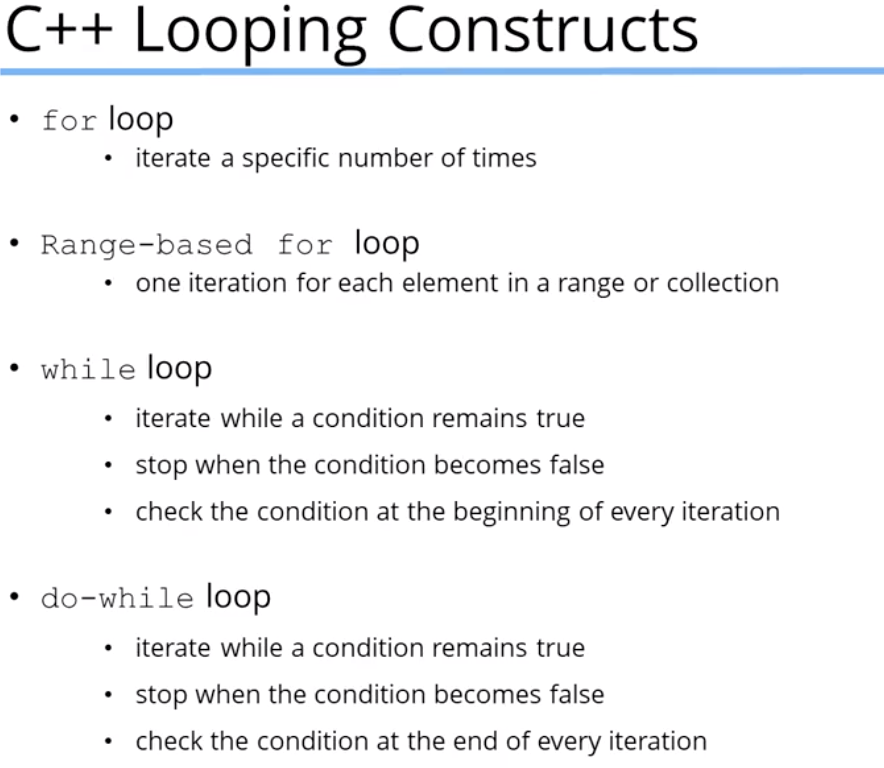 C++ Looping Constructs
• for loop
• iterate a specific number of times
• Range-based for loop
• one iteration for each element in a range or collection
• while loop
• iterate while a condition remains true
• stop when the condition becomes false
• check the condition at the beginning of every iteration
• do-while loop
• iterate while a condition remains true
• stop when the condition becomes false
• check the condition at the end of every iteration